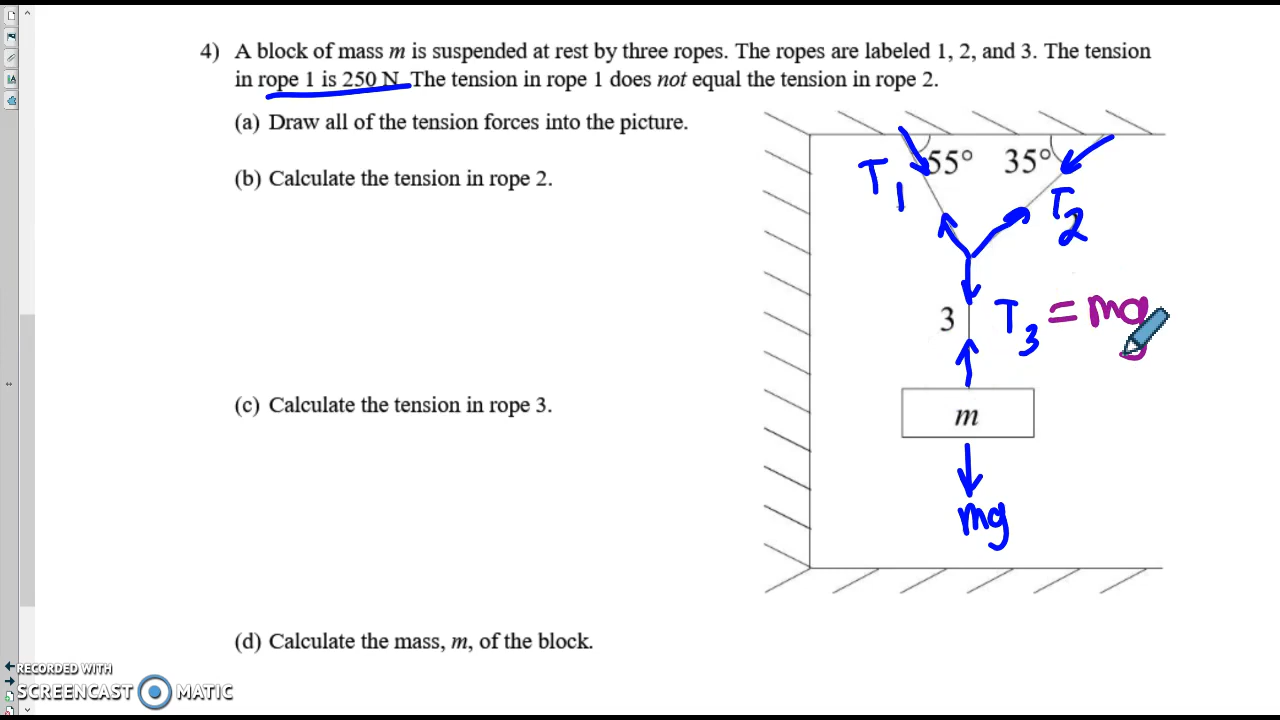 4) A block of mass m is suspended at rest by three ropes. The ropes are labeled 1, 2, and 3. The tension
in rope 1 is 250 N. The tension in rope 1 does not equal the tension in rope 2.
(a) Draw all of the tension forces into the picture.
(b) Calculate the tension in rope 2.
55° 35°
T1
T2
3 T3 = mg
(c) Calculate the tension in rope 3.
m
mg
(d) Calculate the mass, m, of the block.
RECORDED WITH
SCREENCAST MATIC